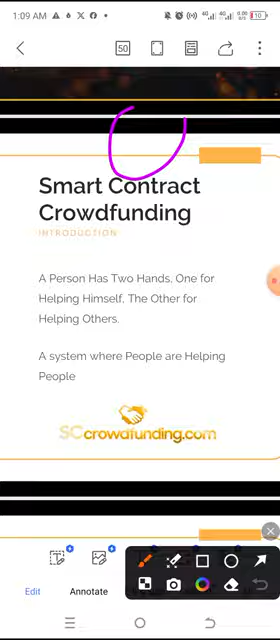 1:09 AM
50
10
Smart Contract
Crowdfunding
INTRODUCTION
A Person Has Two Hands, One for
Helping Himself, The Other for
Helping Others.
A system where People are Helping
People
SCcrowdfunding.com
Edit
Annotate